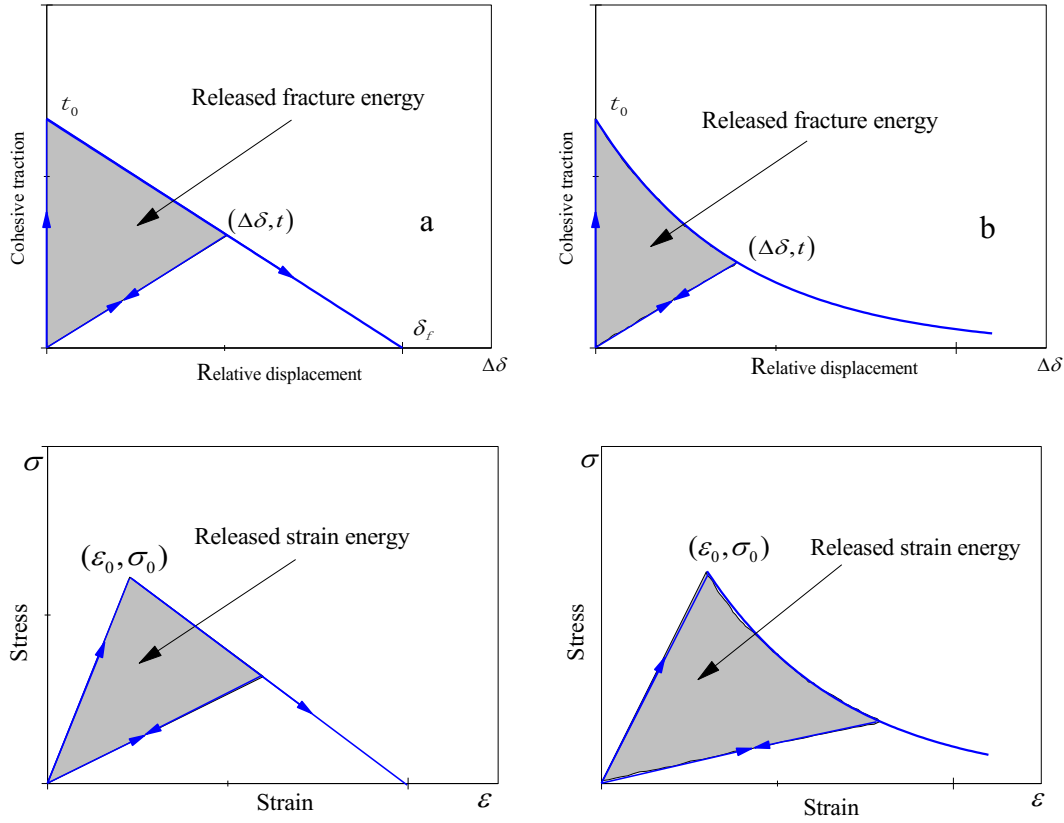 t₀
Released fracture energy
(Δδ,t)
a
Cohesive traction
δ_f
Relative displacement
Δδ
t₀
Released fracture energy
(Δδ,t)
b
Cohesive traction
Relative displacement
Δδ
σ
Released strain energy
(ε₀,σ₀)
Stress
Strain
ε
σ
(ε₀,σ₀)
Released strain energy
Stress
Strain
ε